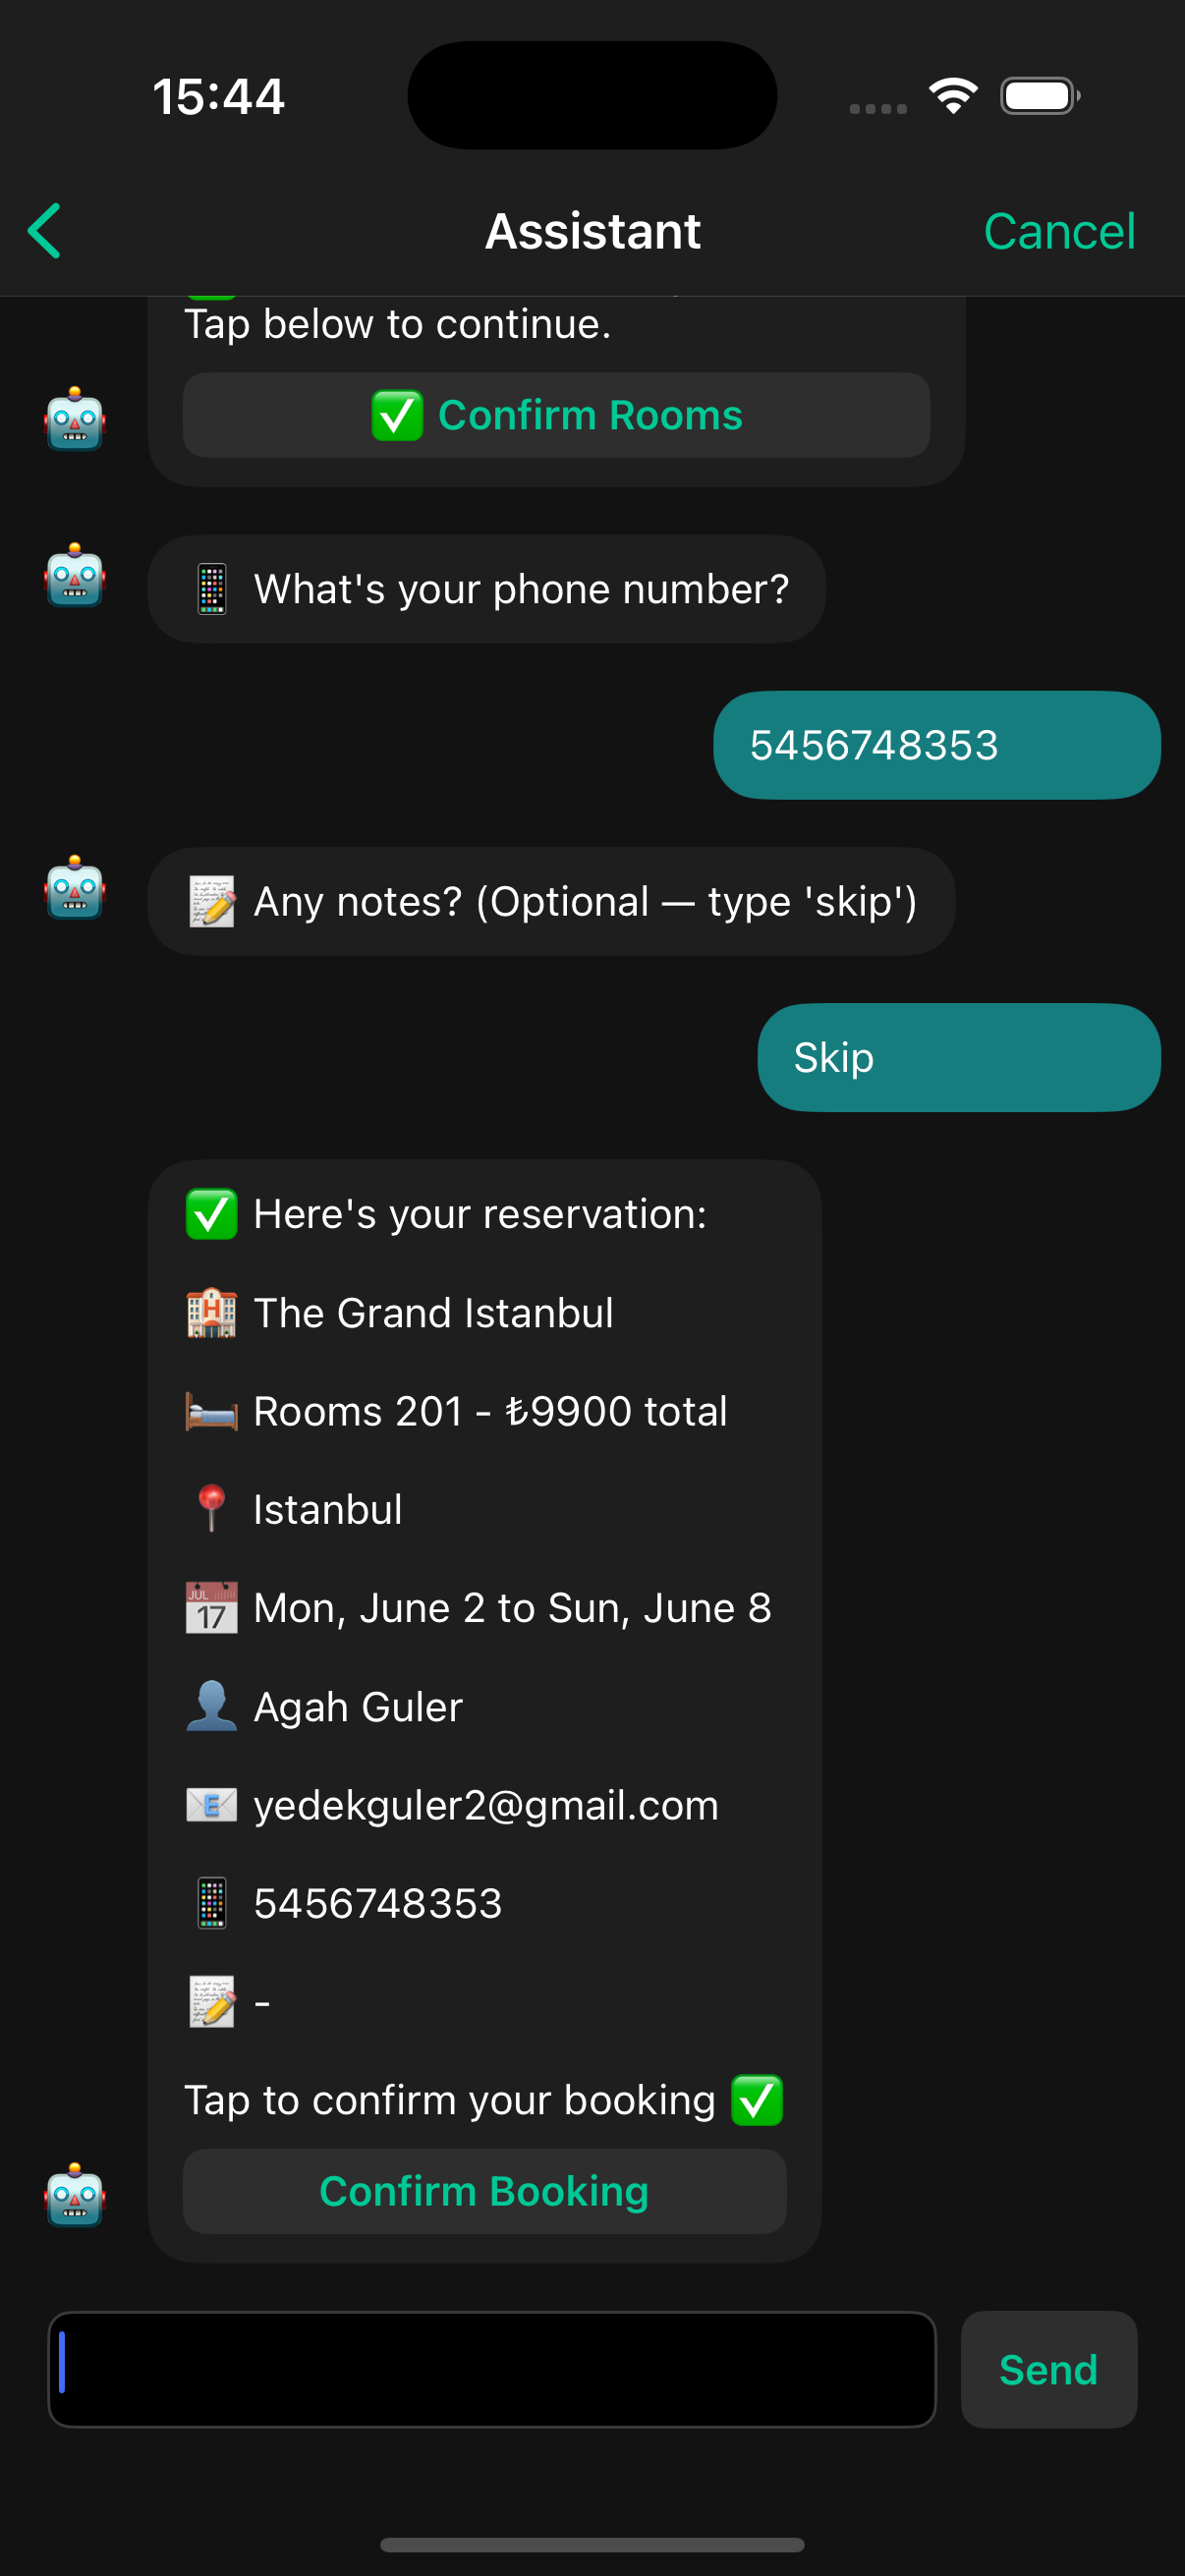 15:44
Assistant
Cancel
Tap below to continue.
✅ Confirm Rooms
📱 What's your phone number?
5456748353
📝 Any notes? (Optional — type 'skip')
Skip
✅ Here's your reservation:
🏨 The Grand Istanbul
🛏️ Rooms 201 - ₺9900 total
📍 Istanbul
📅 Mon, June 2 to Sun, June 8
👤 Agah Guler
📧 yedekguler2@gmail.com
📱 5456748353
📝 -
Tap to confirm your booking ✅
Confirm Booking
Send